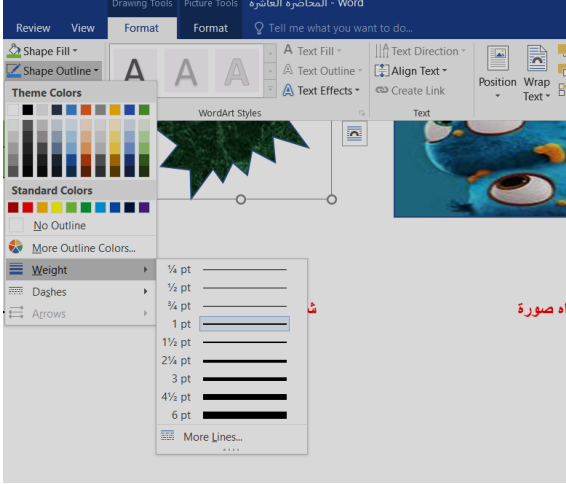 Drawing Tools Picture Tools المحاضره العاشره - Word
Review View Format Format Tell me what you want to do...
Shape Fill
Shape Outline
Text Fill
Text Outline
Text Effects
WordArt Styles
Text Direction
Align Text
Create Link
Text
Position
Wrap
Text
Theme Colors
Standard Colors
No Outline
More Outline Colors...
Weight
Dashes
Arrows
¼ pt
½ pt
¾ pt
1 pt
1½ pt
2¼ pt
3 pt
4½ pt
6 pt
More Lines...
صورة